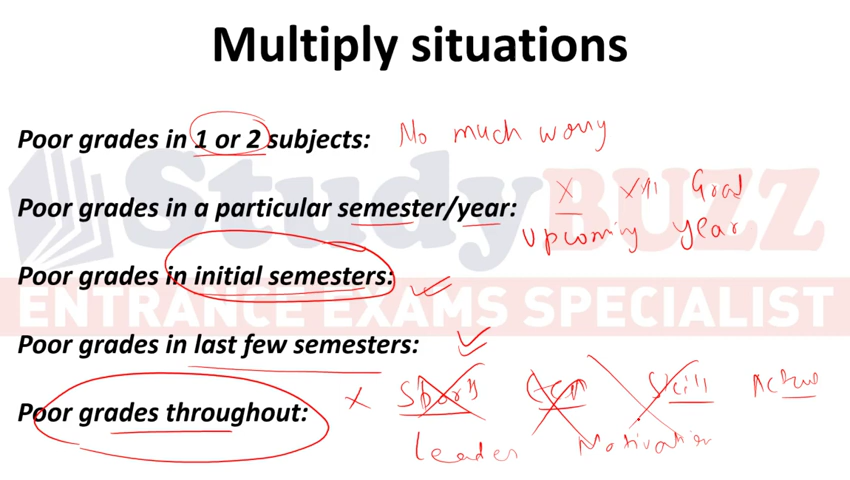 Multiply situations
Poor grades in 1 or 2 subjects: No much worry
Poor grades in a particular semester/year: X XII Grad
Upcoming year
Poor grades in initial semesters:
Poor grades in last few semesters:
Poor grades throughout: X Sports Skill
Leader Motivation
StudyBUZZ
ENTRANCE EXAMS SPECIALIST